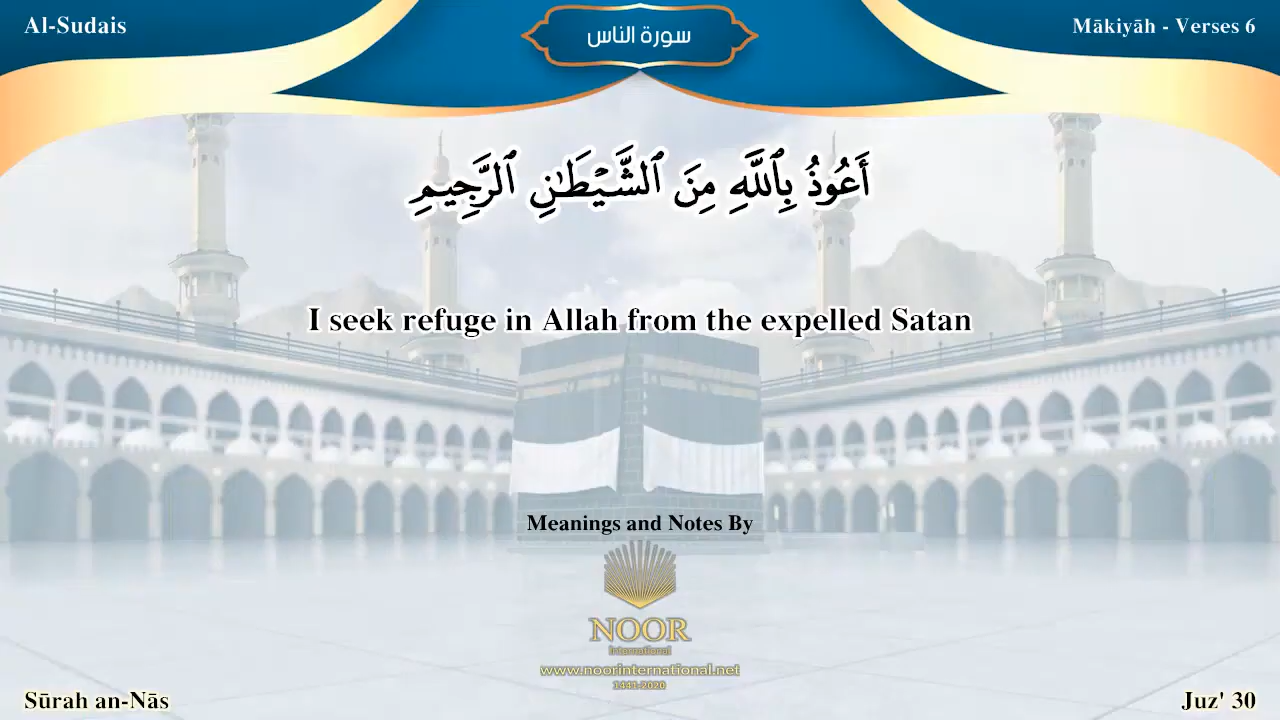 Al-Sudais
سورة الناس
Mākiyāh - Verses 6
أَعُوذُ بِٱللَّهِ مِنَ ٱلشَّيْطَـٰنِ ٱلرَّجِيمِ
I seek refuge in Allah from the expelled Satan
Meanings and Notes By
NOOR
International
www.noorinternational.net
1441-2020
Sūrah an-Nās
Juz' 30